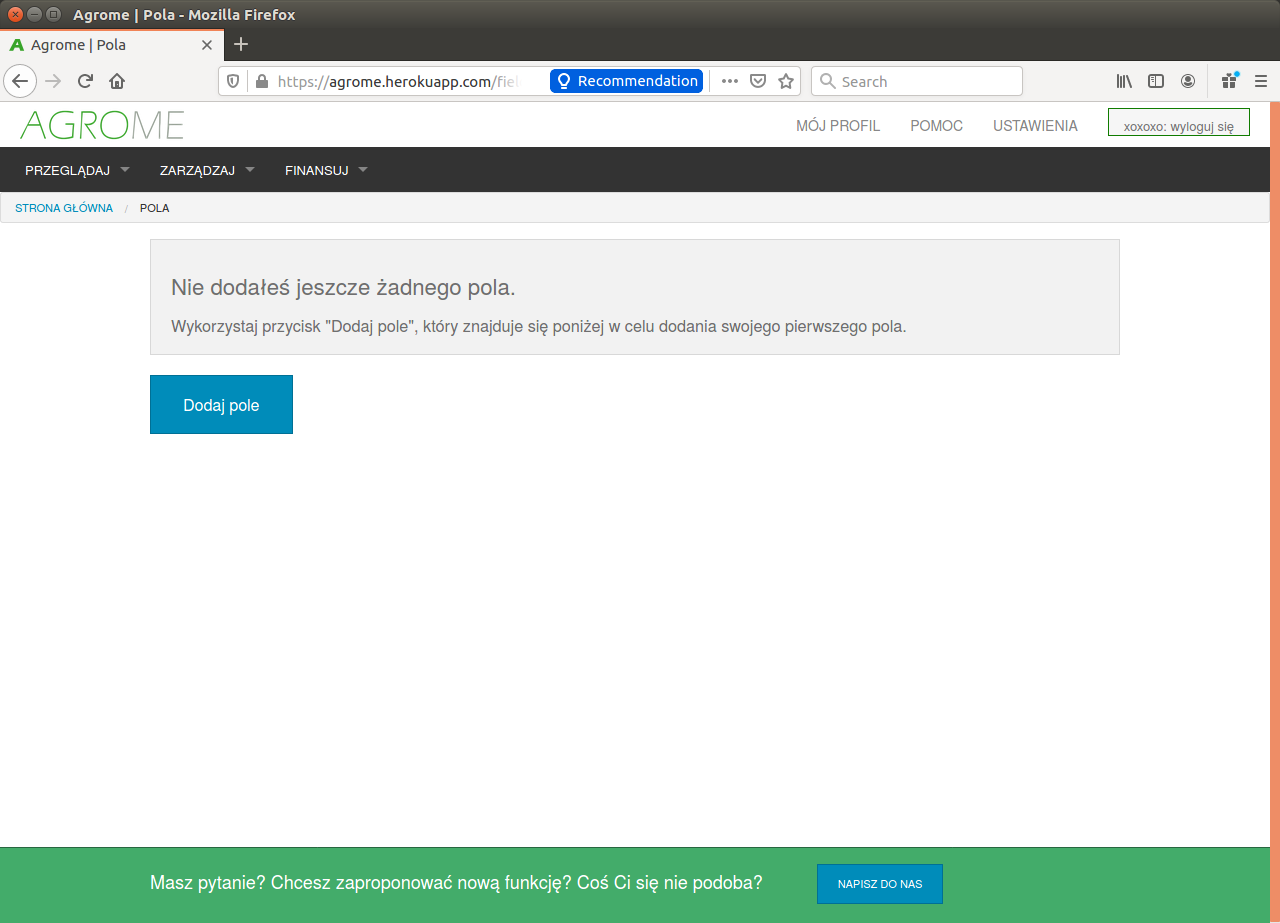 Agrome | Pola - Mozilla Firefox
Agrome | Pola
https://agrome.herokuapp.com/fiel Recommendation Search
AGROME MÓJ PROFIL POMOC USTAWIENIA xoxoxo: wyloguj się
PRZEGLĄDAJ ZARZĄDZAJ FINANSUJ
STRONA GŁÓWNA / POLA
Nie dodałeś jeszcze żadnego pola.
Wykorzystaj przycisk "Dodaj pole", który znajduje się poniżej w celu dodania swojego pierwszego pola.
Dodaj pole
Masz pytanie? Chcesz zaproponować nową funkcję? Coś Ci się nie podoba? NAPISZ DO NAS